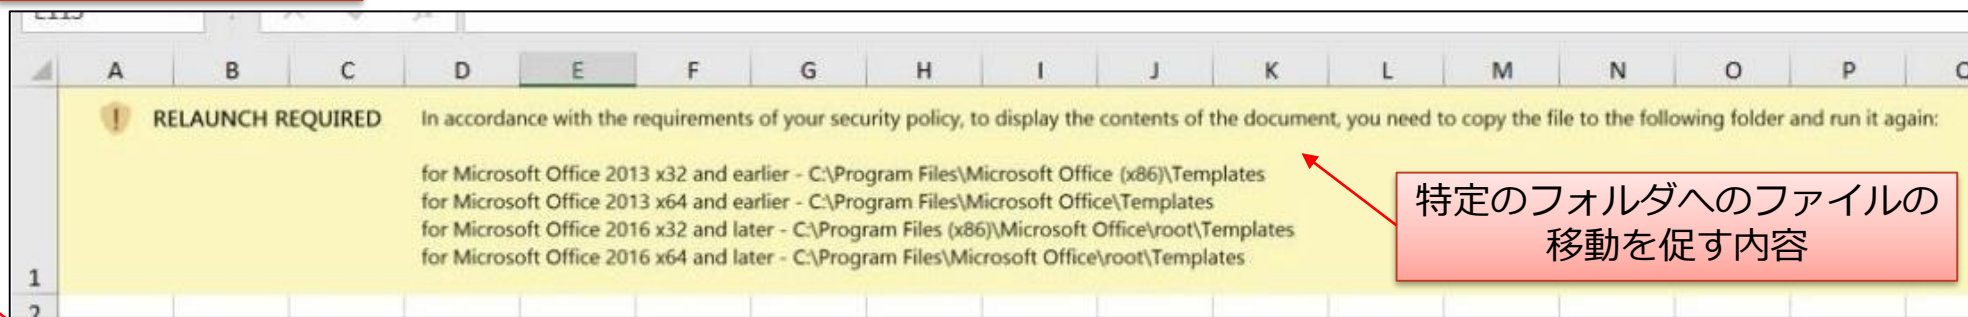 A B C D E F G H I J K L M N O P
RELAUNCH REQUIRED In accordance with the requirements of your security policy, to display the contents of the document, you need to copy the file to the following folder and run it again:
for Microsoft Office 2013 x32 and earlier - C:\Program Files\Microsoft Office (x86)\Templates
for Microsoft Office 2013 x64 and earlier - C:\Program Files\Microsoft Office\Templates
for Microsoft Office 2016 x32 and later - C:\Program Files (x86)\Microsoft Office\root\Templates
for Microsoft Office 2016 x64 and later - C:\Program Files\Microsoft Office\root\Templates
特定のフォルダへのファイルの
移動を促す内容
1
2